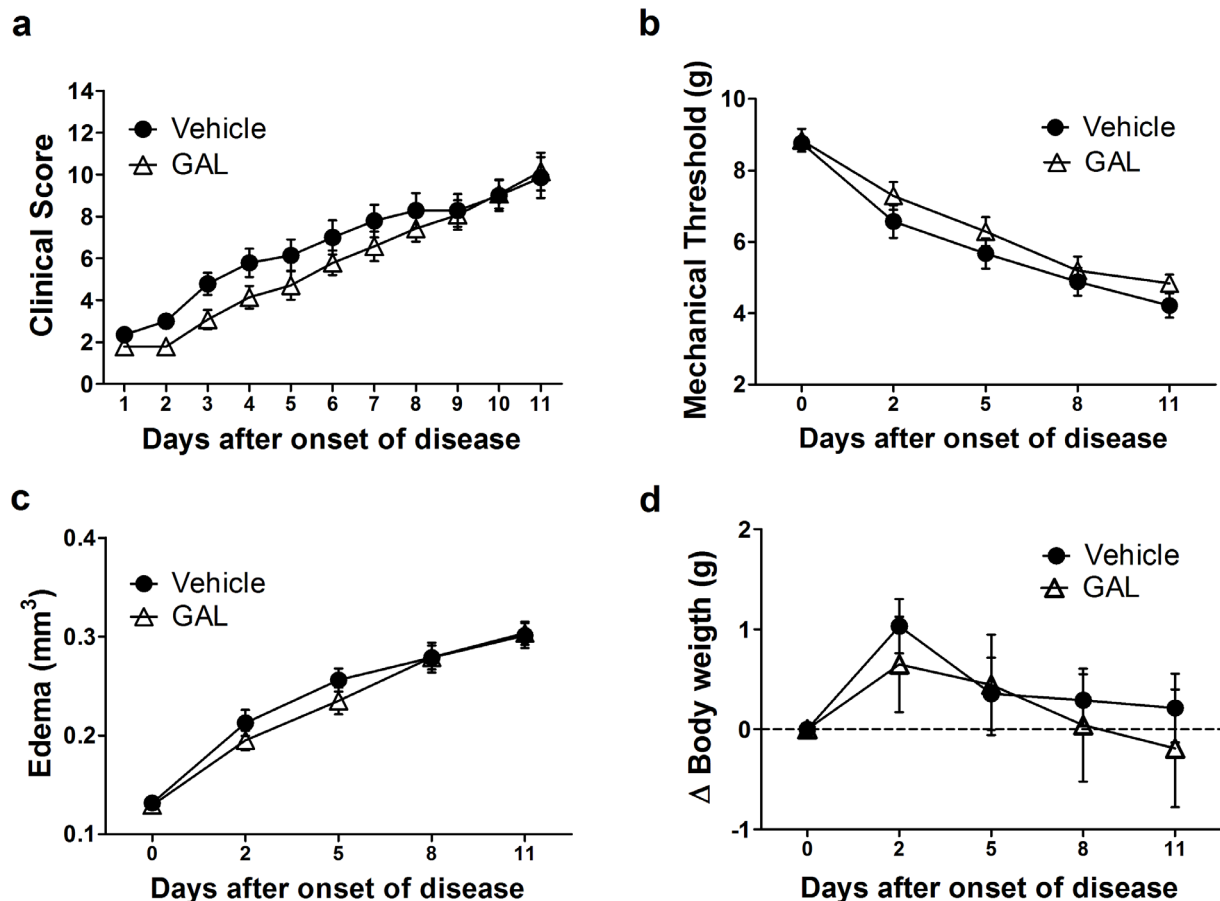 a
Clinical Score
14
12
10
8
6
4
2
0
Vehicle
GAL
1 2 3 4 5 6 7 8 9 10 11
Days after onset of disease
b
Mechanical Threshold (g)
10
8
6
4
2
Vehicle
GAL
0 2 5 8 11
Days after onset of disease
c
Edema (mm³)
0.4
0.3
0.2
0.1
Vehicle
GAL
0 2 5 8 11
Days after onset of disease
d
Δ Body weigth (g)
2
1
0
-1
Vehicle
GAL
0 2 5 8 11
Days after onset of disease